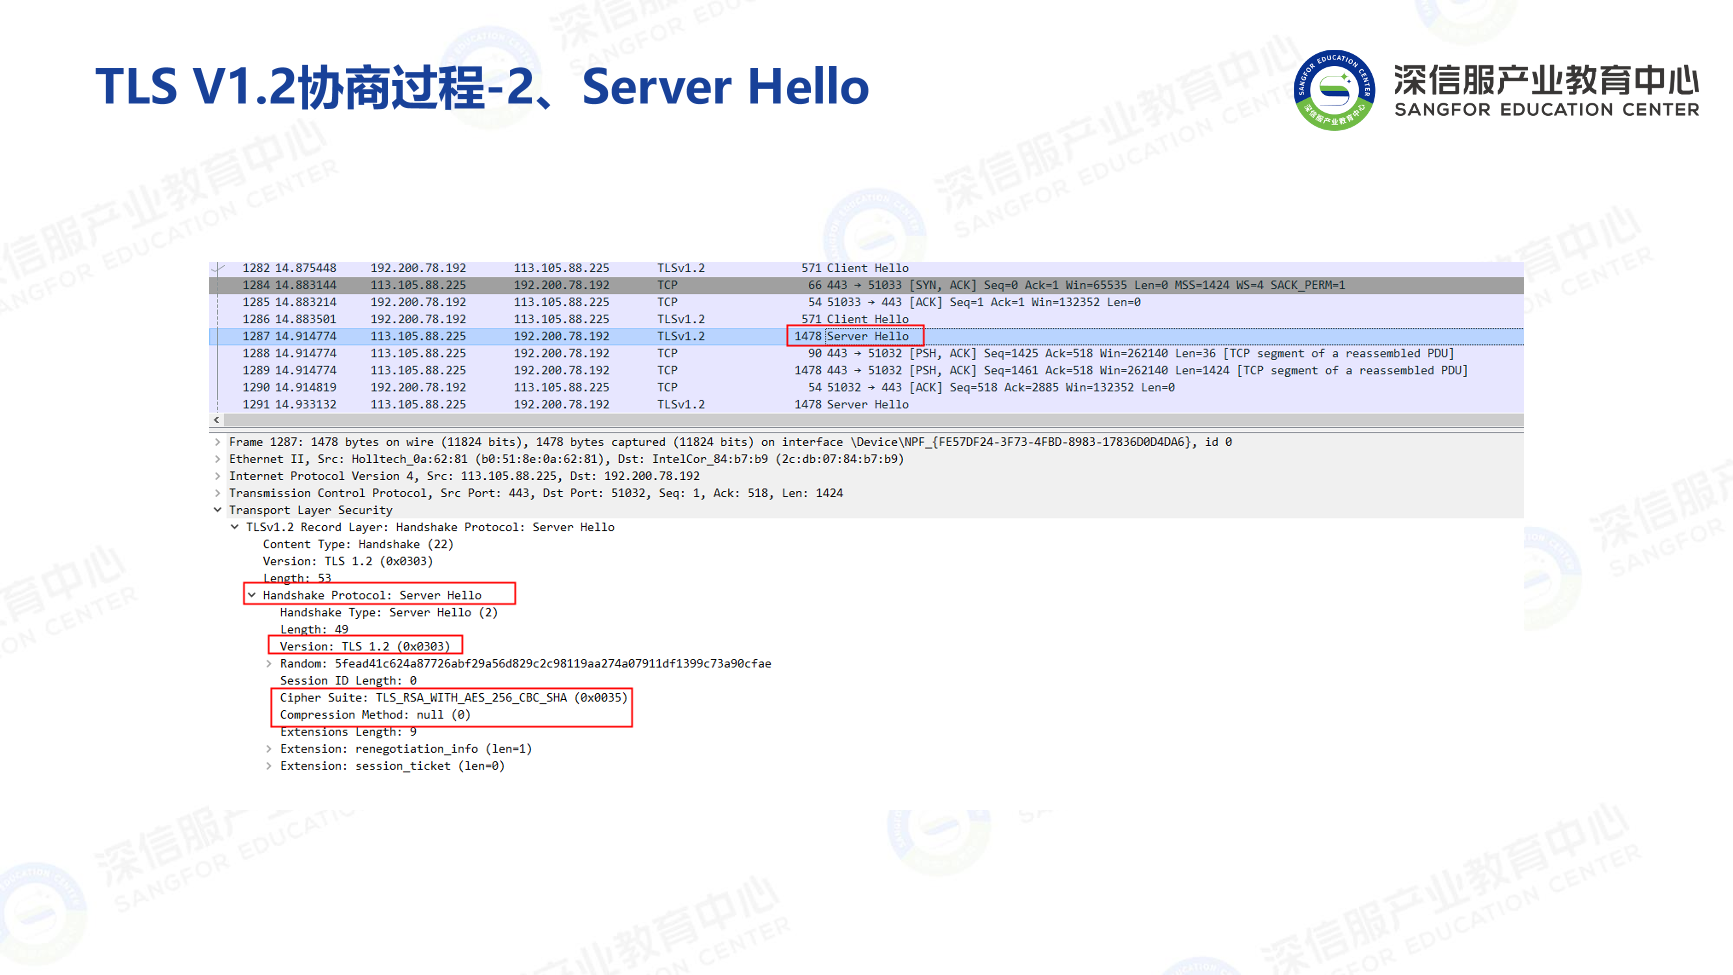 TLS V1.2协商过程-2、Server Hello
深信服产业教育中心
SANGFOR EDUCATION CENTER
1282 14.875448 192.200.78.192 113.105.88.225 TLSv1.2 571 Client Hello
1284 14.883144 113.105.88.225 192.200.78.192 TCP 66 443 → 51033 [SYN, ACK] Seq=0 Ack=1 Win=65535 Len=0 MSS=1424 WS=4 SACK_PERM=1
1285 14.883214 192.200.78.192 113.105.88.225 TCP 54 51033 → 443 [ACK] Seq=1 Ack=1 Win=132352 Len=0
1286 14.883501 192.200.78.192 113.105.88.225 TLSv1.2 571 Client Hello
1287 14.914774 113.105.88.225 192.200.78.192 TLSv1.2 1478 Server Hello
1288 14.914774 113.105.88.225 192.200.78.192 TCP 90 443 → 51032 [PSH, ACK] Seq=1425 Ack=518 Win=262140 Len=36 [TCP segment of a reassembled PDU]
1289 14.914774 113.105.88.225 192.200.78.192 TCP 1478 443 → 51032 [PSH, ACK] Seq=1461 Ack=518 Win=262140 Len=1424 [TCP segment of a reassembled PDU]
1290 14.914819 192.200.78.192 113.105.88.225 TCP 54 51032 → 443 [ACK] Seq=518 Ack=2885 Win=132352 Len=0
1291 14.933132 113.105.88.225 192.200.78.192 TLSv1.2 1478 Server Hello
Frame 1287: 1478 bytes on wire (11824 bits), 1478 bytes captured (11824 bits) on interface \Device\NPF_{FE57DF24-3F73-4FBD-8983-17836D0D4DA6}, id 0
Ethernet II, Src: Holltech_0a:62:81 (b0:51:8e:0a:62:81), Dst: IntelCor_84:b7:b9 (2c:db:07:84:b7:b9)
Internet Protocol Version 4, Src: 113.105.88.225, Dst: 192.200.78.192
Transmission Control Protocol, Src Port: 443, Dst Port: 51032, Seq: 1, Ack: 518, Len: 1424
Transport Layer Security
TLSv1.2 Record Layer: Handshake Protocol: Server Hello
Content Type: Handshake (22)
Version: TLS 1.2 (0x0303)
Length: 53
Handshake Protocol: Server Hello
Handshake Type: Server Hello (2)
Length: 49
Version: TLS 1.2 (0x0303)
Random: 5fead41c624a87726abf29a56d829c2c98119aa274a07911df1399c73a90cfae
Session ID Length: 0
Cipher Suite: TLS_RSA_WITH_AES_256_CBC_SHA (0x0035)
Compression Method: null (0)
Extensions Length: 9
Extension: renegotiation_info (len=1)
Extension: session_ticket (len=0)